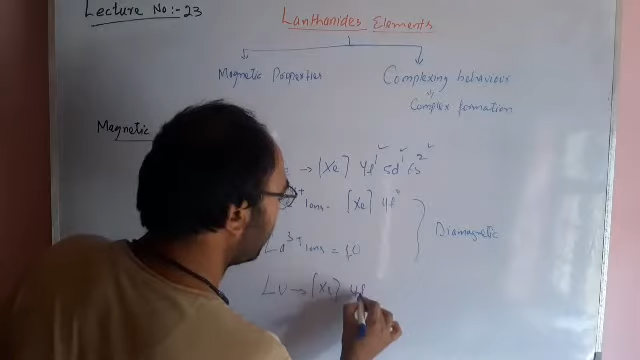 Lecture No:- 23
Lanthanides Elements
Magnetic Properties
Complexing behaviour
Complex formation
Magnetic
→ [Xe] 4f¹ 5d¹ 6s²
³⁺ ions - [Xe] 4f⁰
Diamagnetic
La³⁺ ions = f0
LU → [Xe] 4f